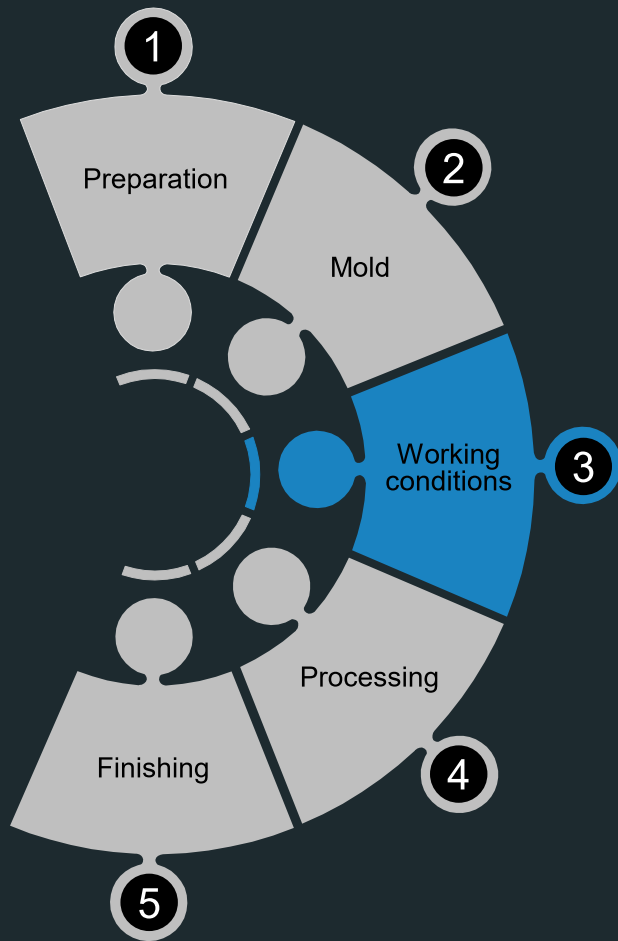 1
Preparation
2
Mold
3
Working
conditions
4
Processing
5
Finishing